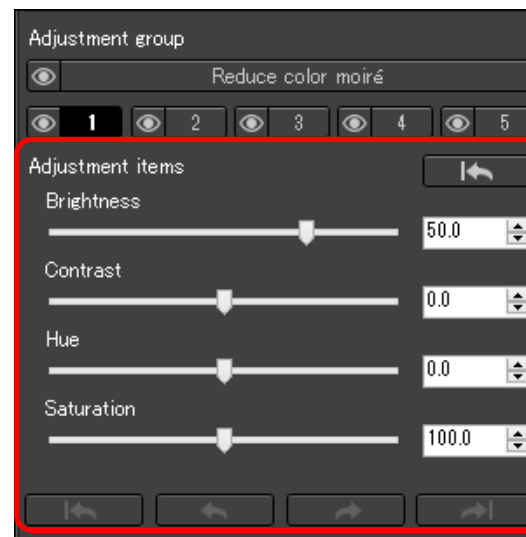 Adjustment group
Reduce color moiré
1 2 3 4 5
Adjustment items
Brightness
50.0
Contrast
0.0
Hue
0.0
Saturation
100.0